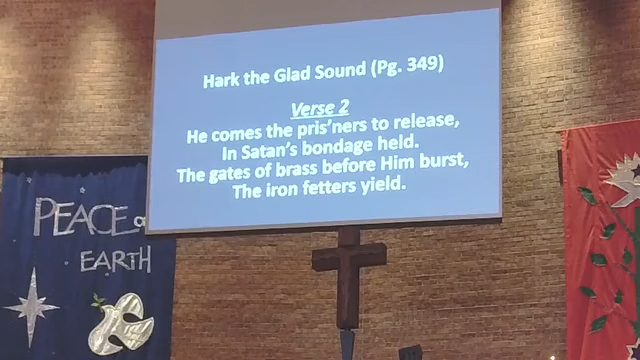 Hark the Glad Sound (Pg. 349)
Verse 2
He comes the pris'ners to release,
In Satan's bondage held.
The gates of brass before Him burst,
The iron fetters yield.
PEACE
EARTH